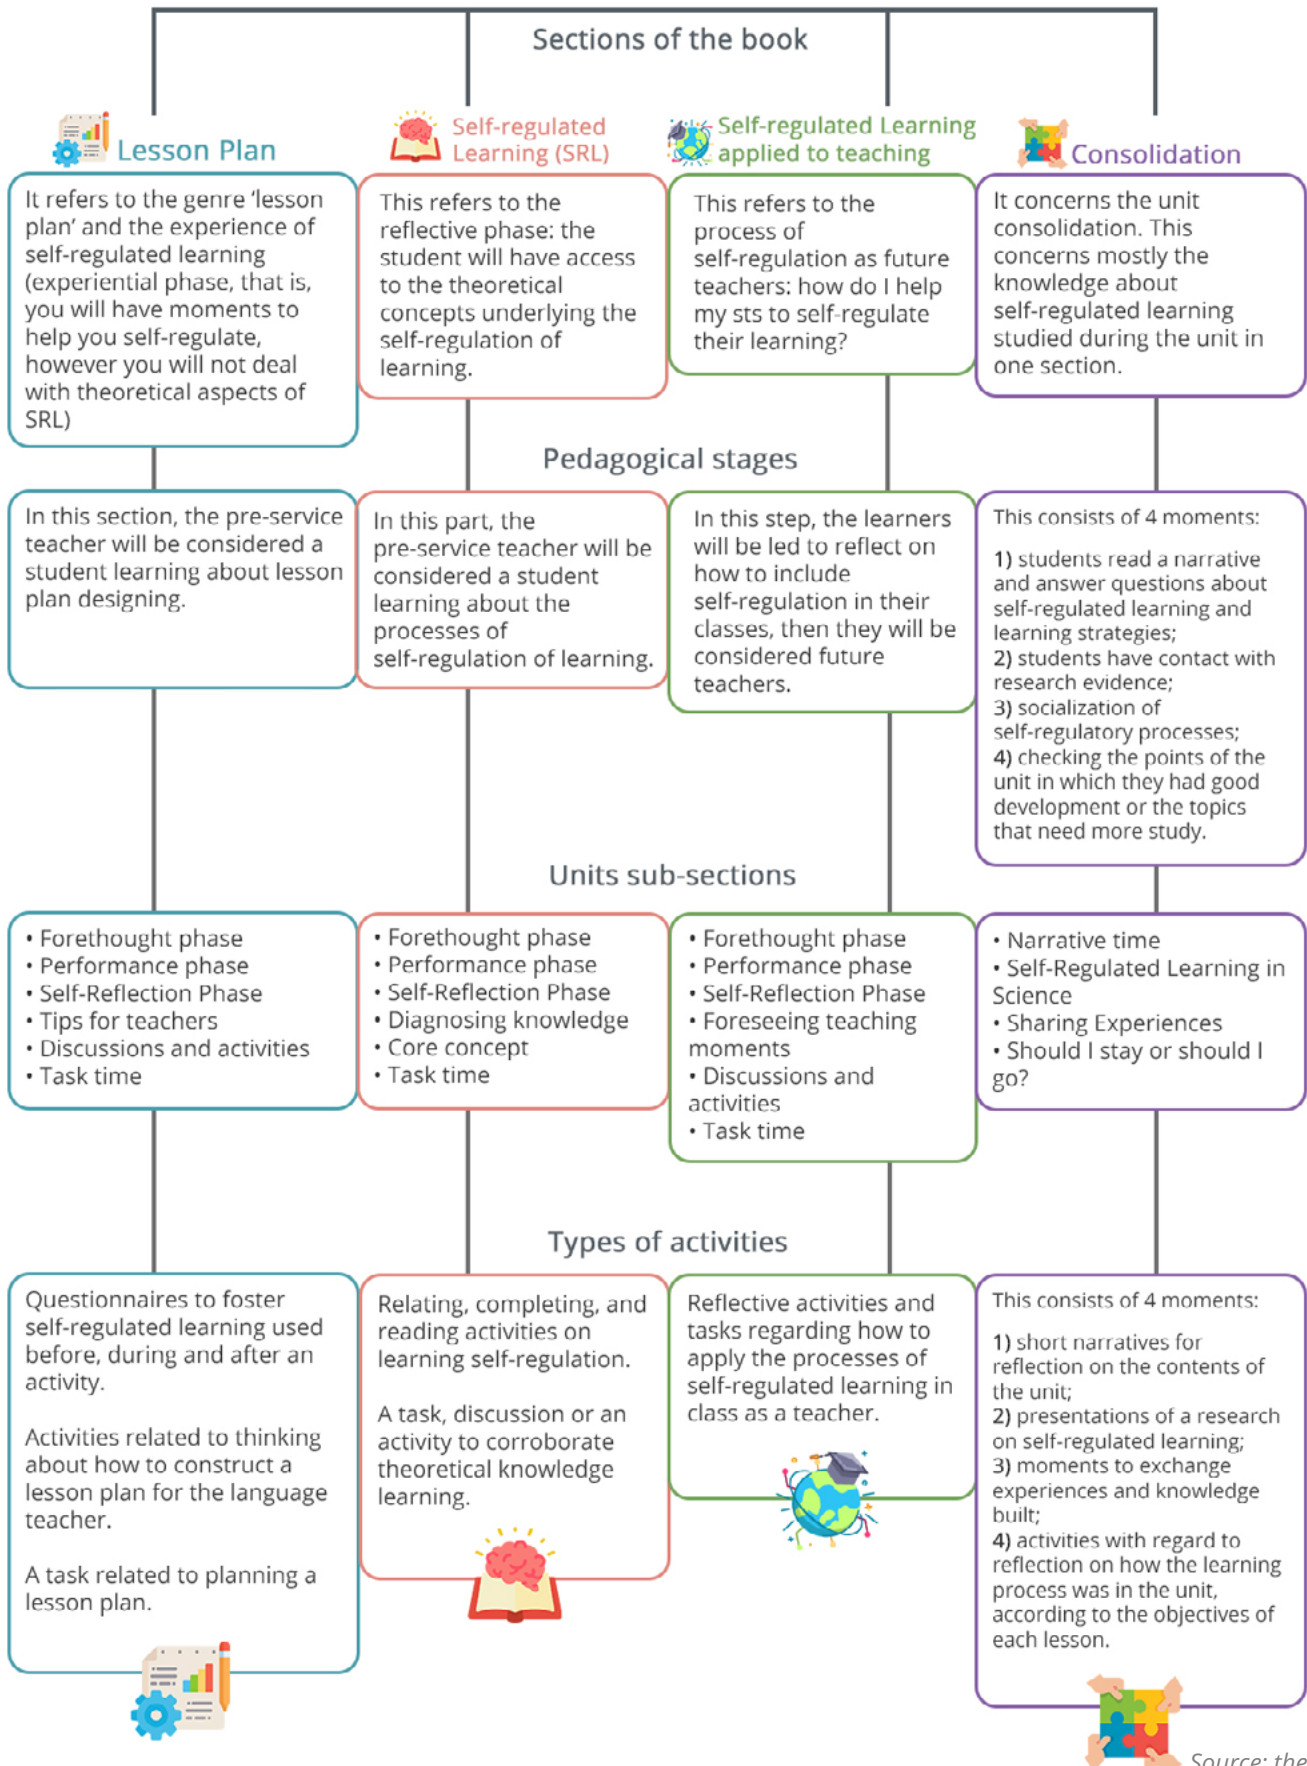 Sections of the book
Lesson Plan
Self-regulated
Learning (SRL)
Self-regulated Learning
applied to teaching
Consolidation
It refers to the genre ‘lesson
plan’ and the experience of
self-regulated learning
(experiential phase, that is,
you will have moments to
help you self-regulate,
however you will not deal
with theoretical aspects of
SRL)
This refers to the
reflective phase: the
student will have access
to the theoretical
concepts underlying the
self-regulation of
learning.
This refers to the
process of
self-regulation as future
teachers: how do I help
my sts to self-regulate
their learning?
It concerns the unit
consolidation. This
concerns mostly the
knowledge about
self-regulated learning
studied during the unit in
one section.
Pedagogical stages
In this section, the pre-service
teacher will be considered a
student learning about lesson
plan designing.
In this part, the
pre-service teacher will be
considered a student
learning about the
processes of
self-regulation of learning.
In this step, the learners
will be led to reflect on
how to include
self-regulation in their
classes, then they will be
considered future
teachers.
This consists of 4 moments:
1) students read a narrative
and answer questions about
self-regulated learning and
learning strategies;
2) students have contact with
research evidence;
3) socialization of
self-regulatory processes;
4) checking the points of the
unit in which they had good
development or the topics
that need more study.
Units sub-sections
• Forethought phase
• Performance phase
• Self-Reflection Phase
• Tips for teachers
• Discussions and activities
• Task time
• Forethought phase
• Performance phase
• Self-Reflection Phase
• Diagnosing knowledge
• Core concept
• Task time
• Forethought phase
• Performance phase
• Self-Reflection Phase
• Foreseeing teaching
moments
• Discussions and
activities
• Task time
• Narrative time
• Self-Regulated Learning in
Science
• Sharing Experiences
• Should I stay or should I
go?
Types of activities
Questionnaires to foster
self-regulated learning used
before, during and after an
activity.
Activities related to thinking
about how to construct a
lesson plan for the language
teacher.
A task related to planning a
lesson plan.
Relating, completing, and
reading activities on
learning self-regulation.
A task, discussion or an
activity to corroborate
theoretical knowledge
learning.
Reflective activities and
tasks regarding how to
apply the processes of
self-regulated learning in
class as a teacher.
This consists of 4 moments:
1) short narratives for
reflection on the contents of
the unit;
2) presentations of a research
on self-regulated learning;
3) moments to exchange
experiences and knowledge
built;
4) activities with regard to
reflection on how the learning
process was in the unit,
according to the objectives of
each lesson.
Source: the